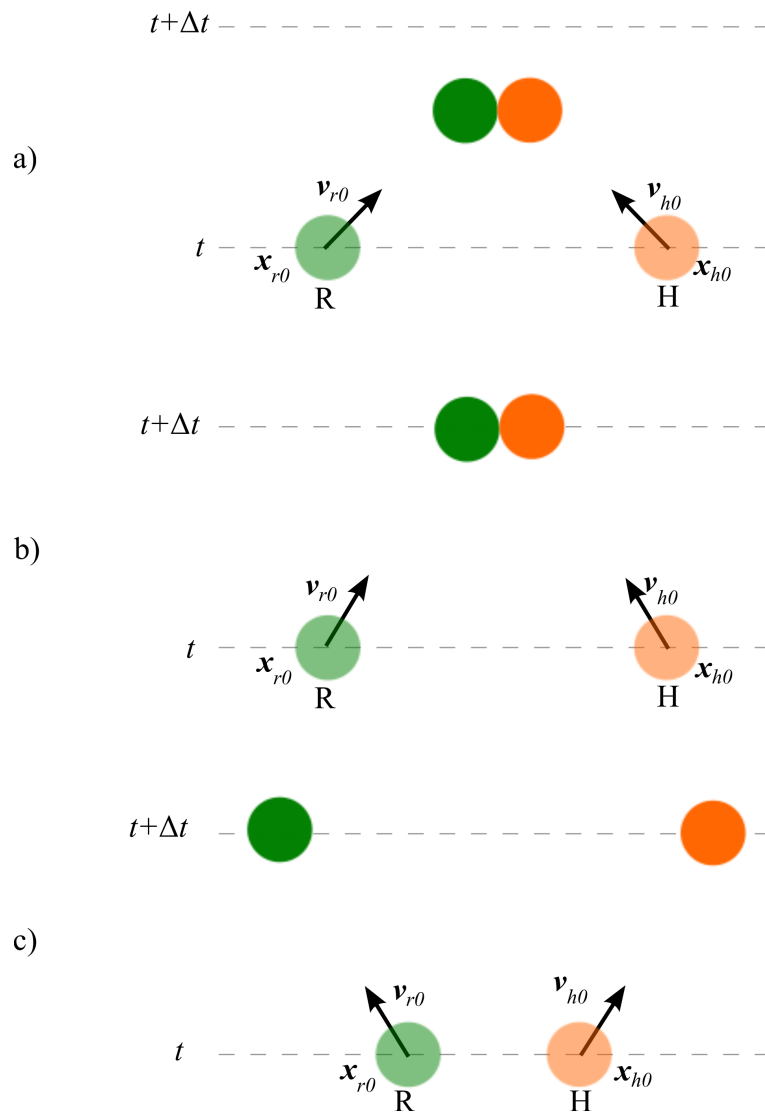 t+Δt
a)
v_r0 v_h0
t x_r0 x_h0
R H
t+Δt
b)
v_r0 v_h0
t x_r0 x_h0
R H
t+Δt
c)
v_r0 v_h0
t x_r0 x_h0
R H